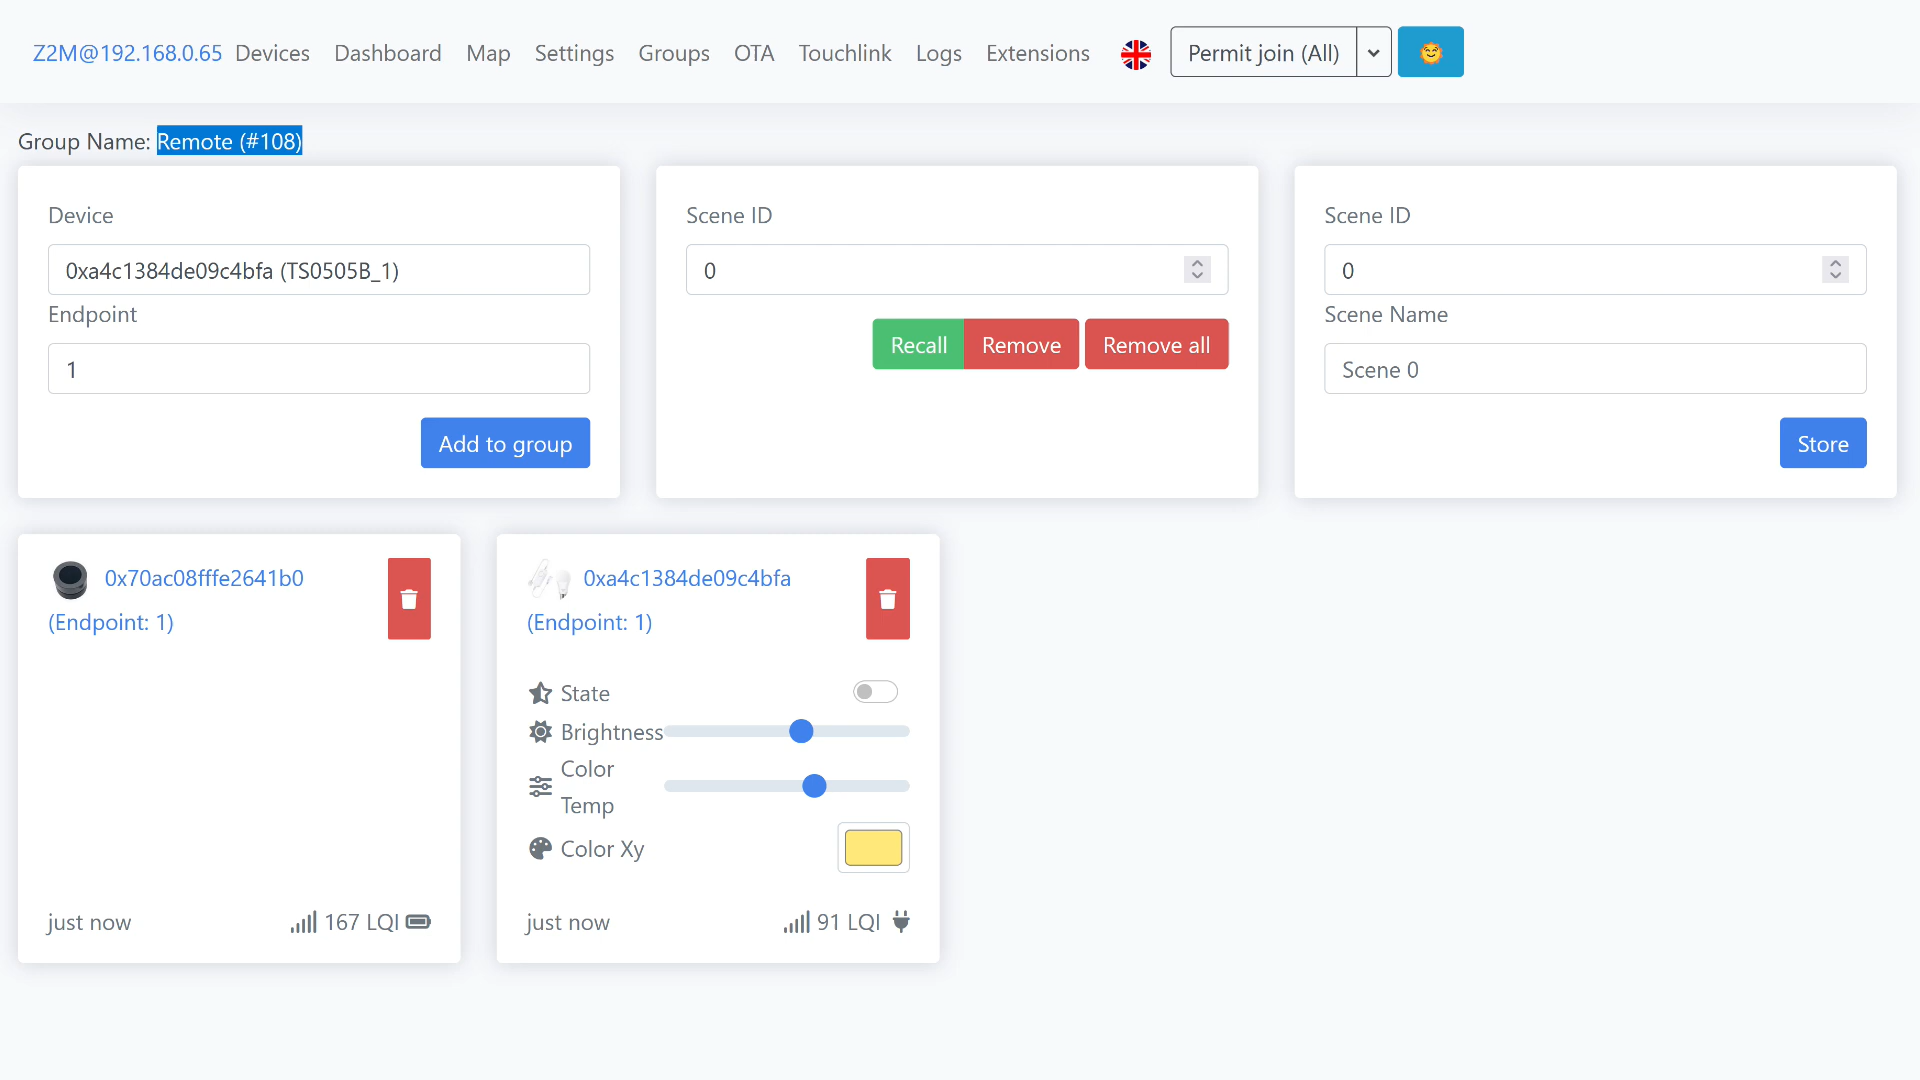 Z2M@192.168.0.65 Devices Dashboard Map Settings Groups OTA Touchlink Logs Extensions Permit join (All)
Group Name: Remote (#108)
Device
0xa4c1384de09c4bfa (TS0505B_1)
Endpoint
1
Add to group
Scene ID
0
Recall Remove Remove all
Scene ID
0
Scene Name
Scene 0
Store
0x70ac08fffe2641b0
(Endpoint: 1)
just now 167 LQI
0xa4c1384de09c4bfa
(Endpoint: 1)
State
Brightness
Color
Temp
Color Xy
just now 91 LQI